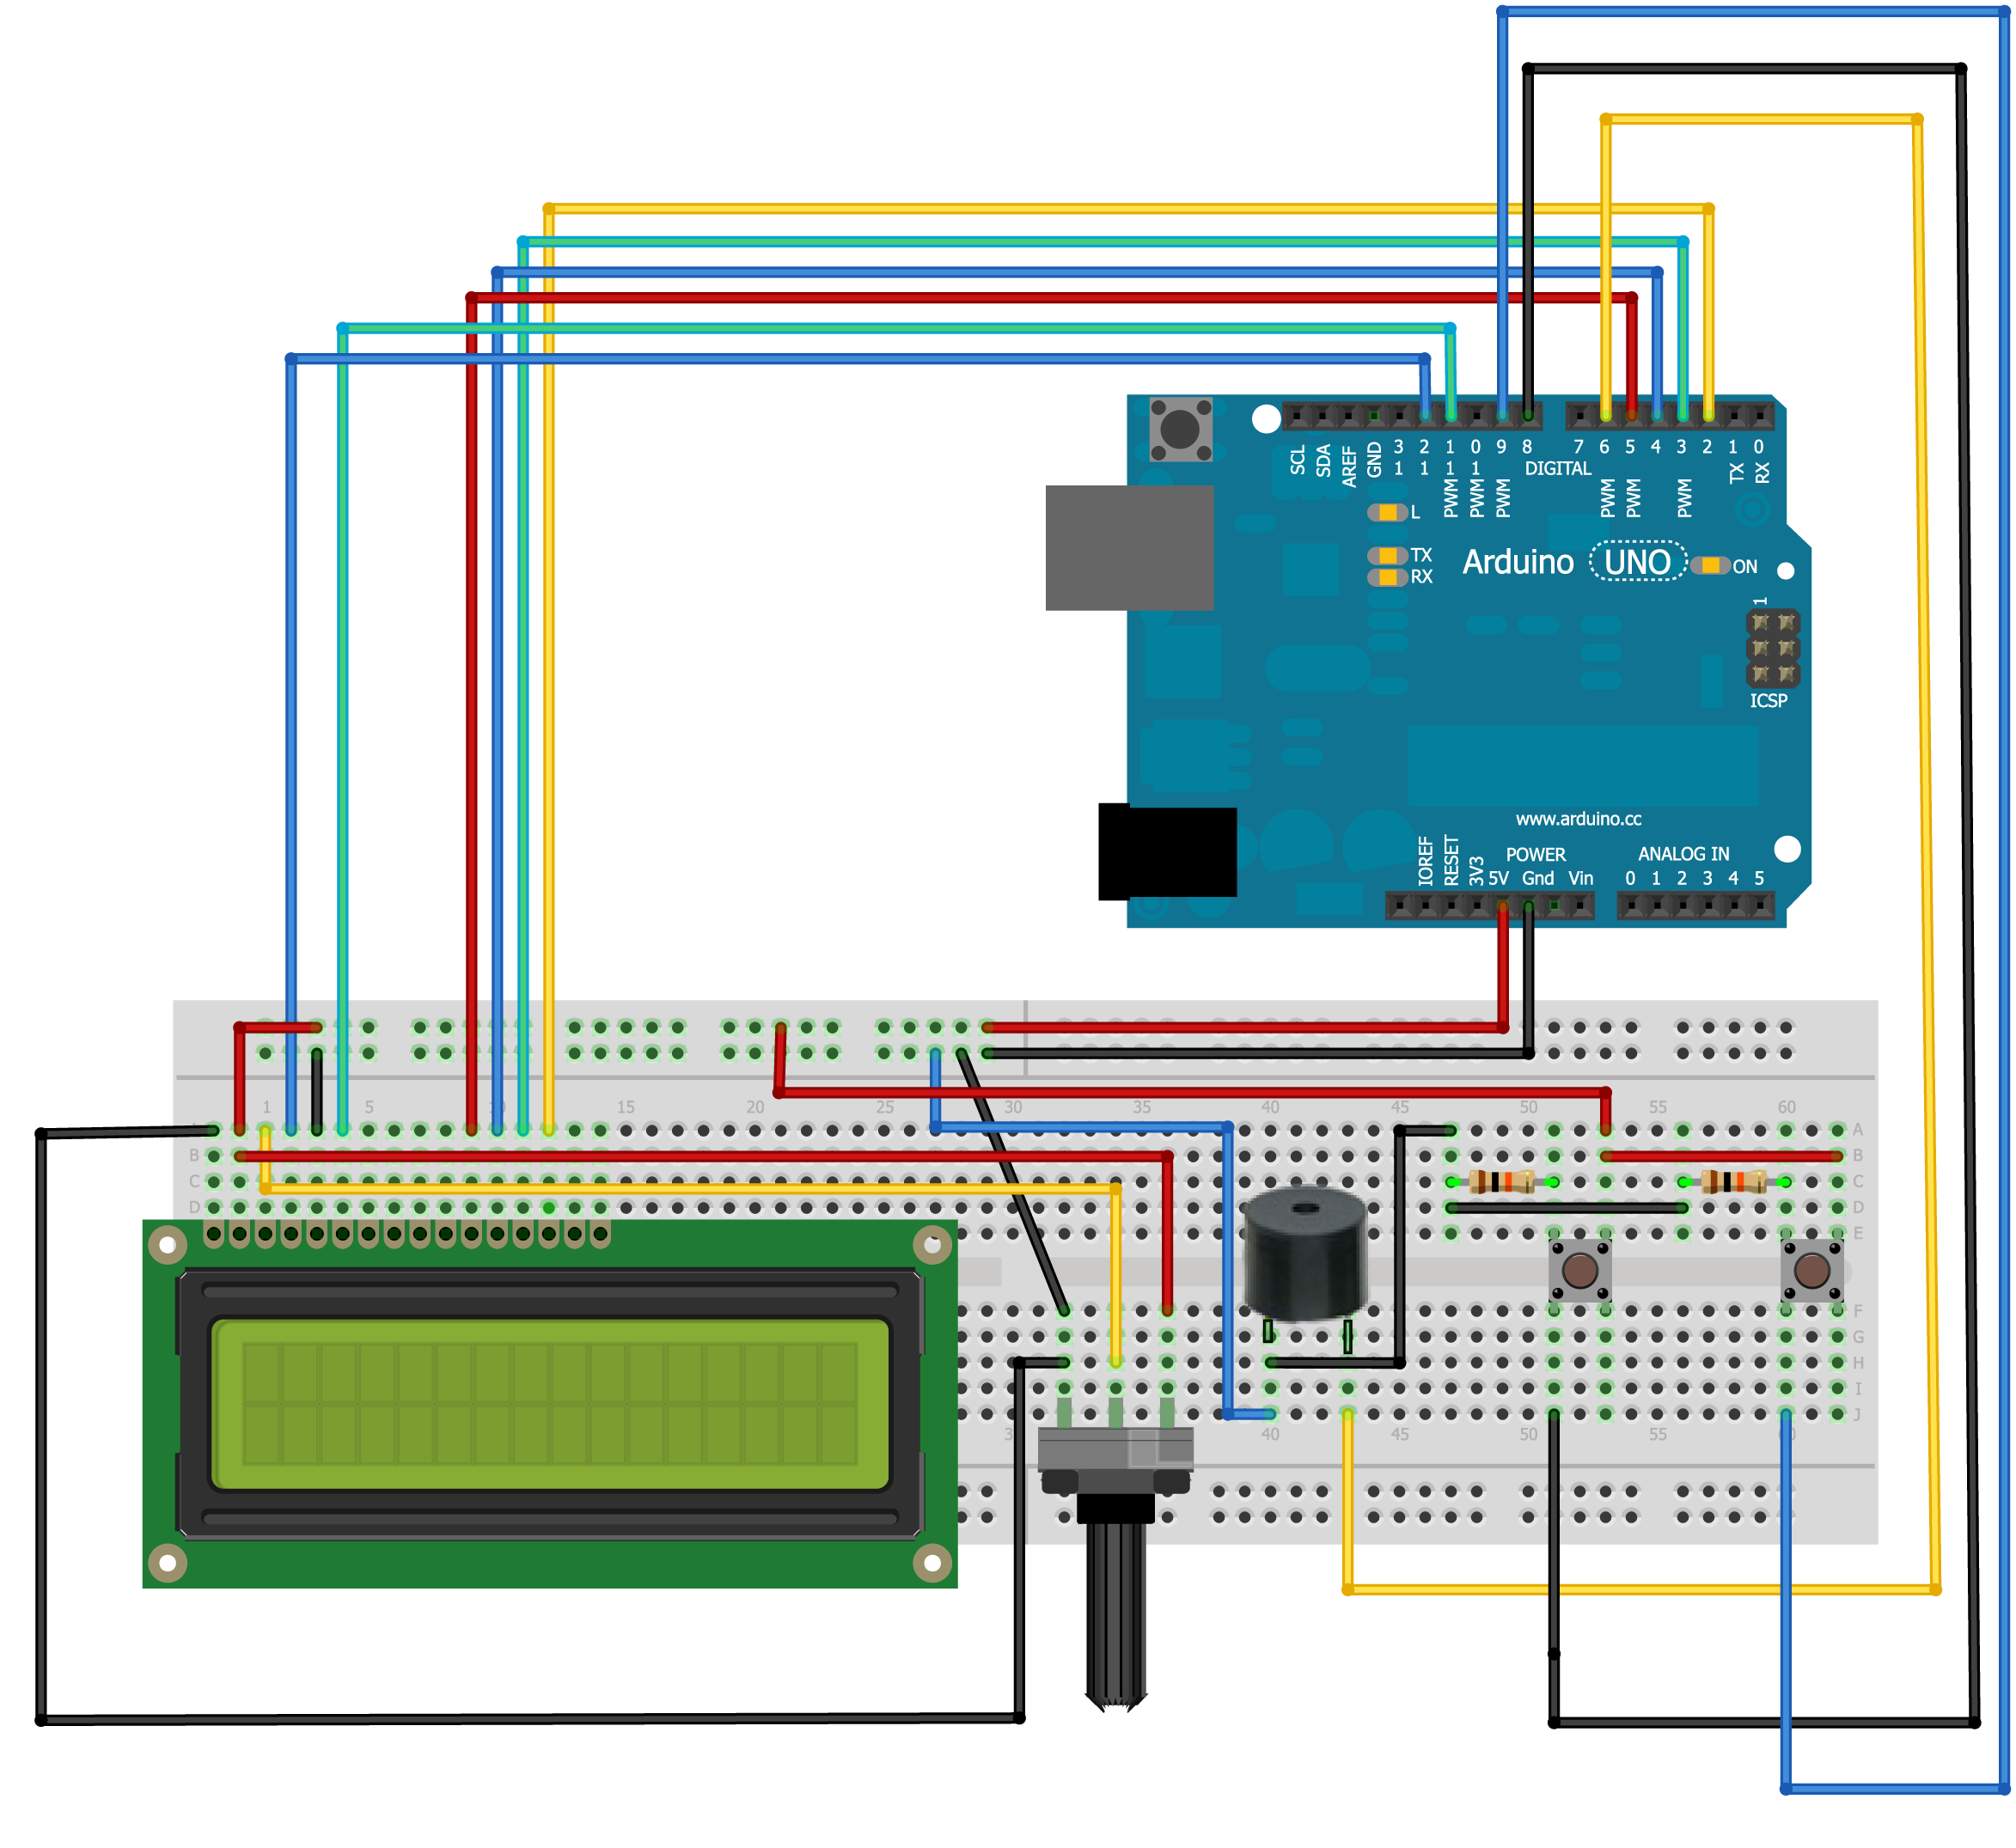 SCL SDA AREF GND 13 12 11 10 9 8 7 6 5 4 3 2 1 0
PWM PWM PWM DIGITAL PWM PWM PWM TX RX
L
TX
RX
Arduino UNO ON
1
ICSP
www.arduino.cc
POWER ANALOG IN
IOREF RESET 3V3 5V Gnd Vin 0 1 2 3 4 5
1 5 10 15 20 25 30 35 40 45 50 55 60
A
B B
C C
D D
E
F
G
H
I
J
40 45 50 55 60